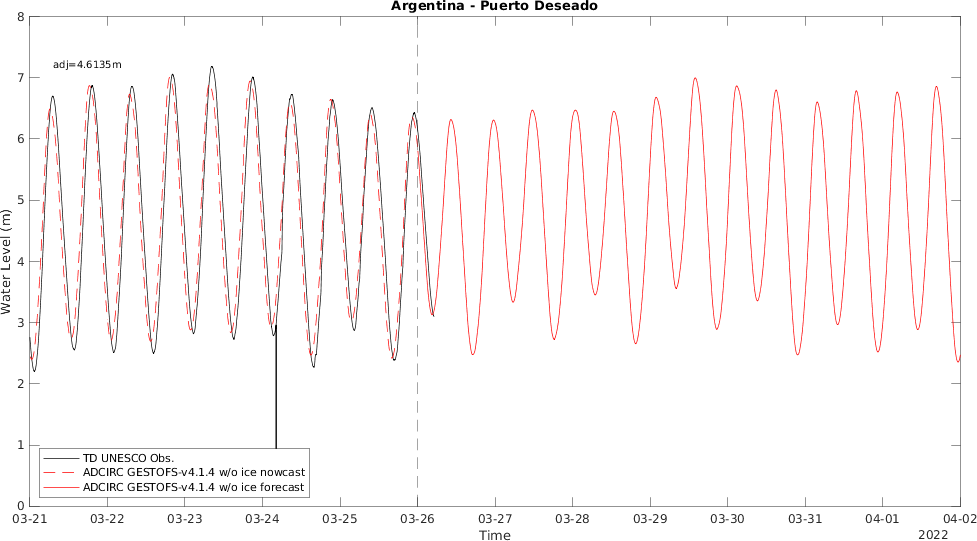 Argentina - Puerto Deseado
8
adj=4.6135m
7
6
5
4
3
2
1
0
Water Level (m)
TD UNESCO Obs.
ADCIRC GESTOFS-v4.1.4 w/o ice nowcast
ADCIRC GESTOFS-v4.1.4 w/o ice forecast
03-21 03-22 03-23 03-24 03-25 03-26 03-27 03-28 03-29 03-30 03-31 04-01 04-02
Time
2022